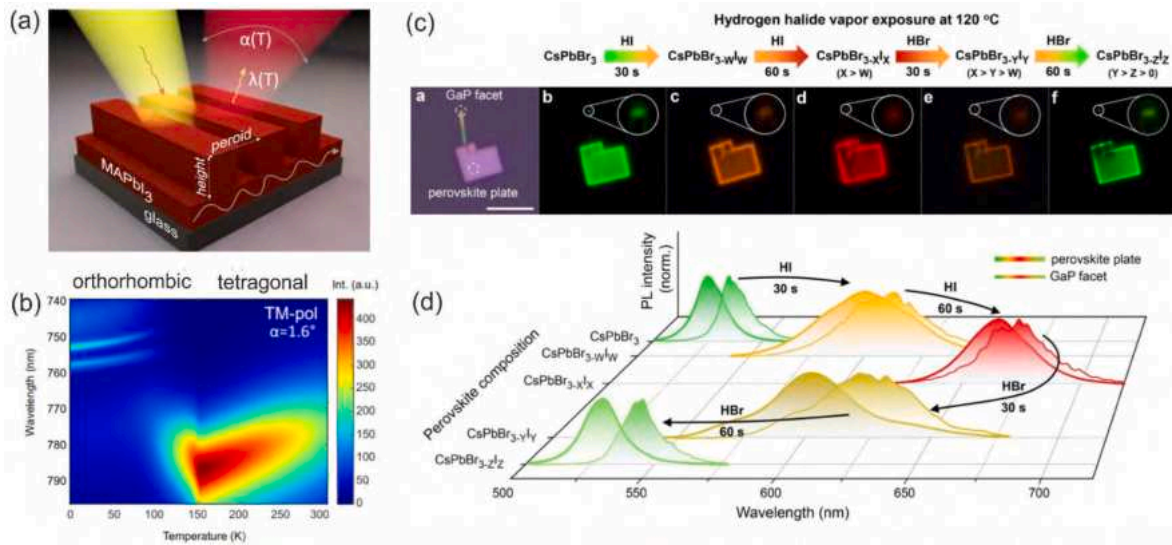 (a)
α(T)
λ(T)
peroid
height
MAPbI3
glass
(b)
orthorhombic
tetragonal
Int. (a.u.)
TM-pol
α=1.6°
740
750
760
770
780
790
Wavelength (nm)
400
350
300
250
200
150
100
50
0
0 50 100 150 200 250 300
Temperature (K)
(c)
Hydrogen halide vapor exposure at 120 °C
CsPbBr3 HI 30 s CsPbBr3-WIW HI 60 s CsPbBr3-XIX HBr 30 s CsPbBr3-YIY HBr 60 s CsPbBr3-ZIZ
(X > W) (X > Y > W) (Y > Z > 0)
a b c d e f
GaP facet
perovskite plate
(d)
PL intensity
(norm.)
perovskite plate
GaP facet
HI
30 s
HI
60 s
HBr
30 s
HBr
60 s
CsPbBr3
CsPbBr3-WIW
CsPbBr3-XIX
CsPbBr3-YIY
CsPbBr3-ZIZ
Perovskite composition
500 550 600 650 700
Wavelength (nm)